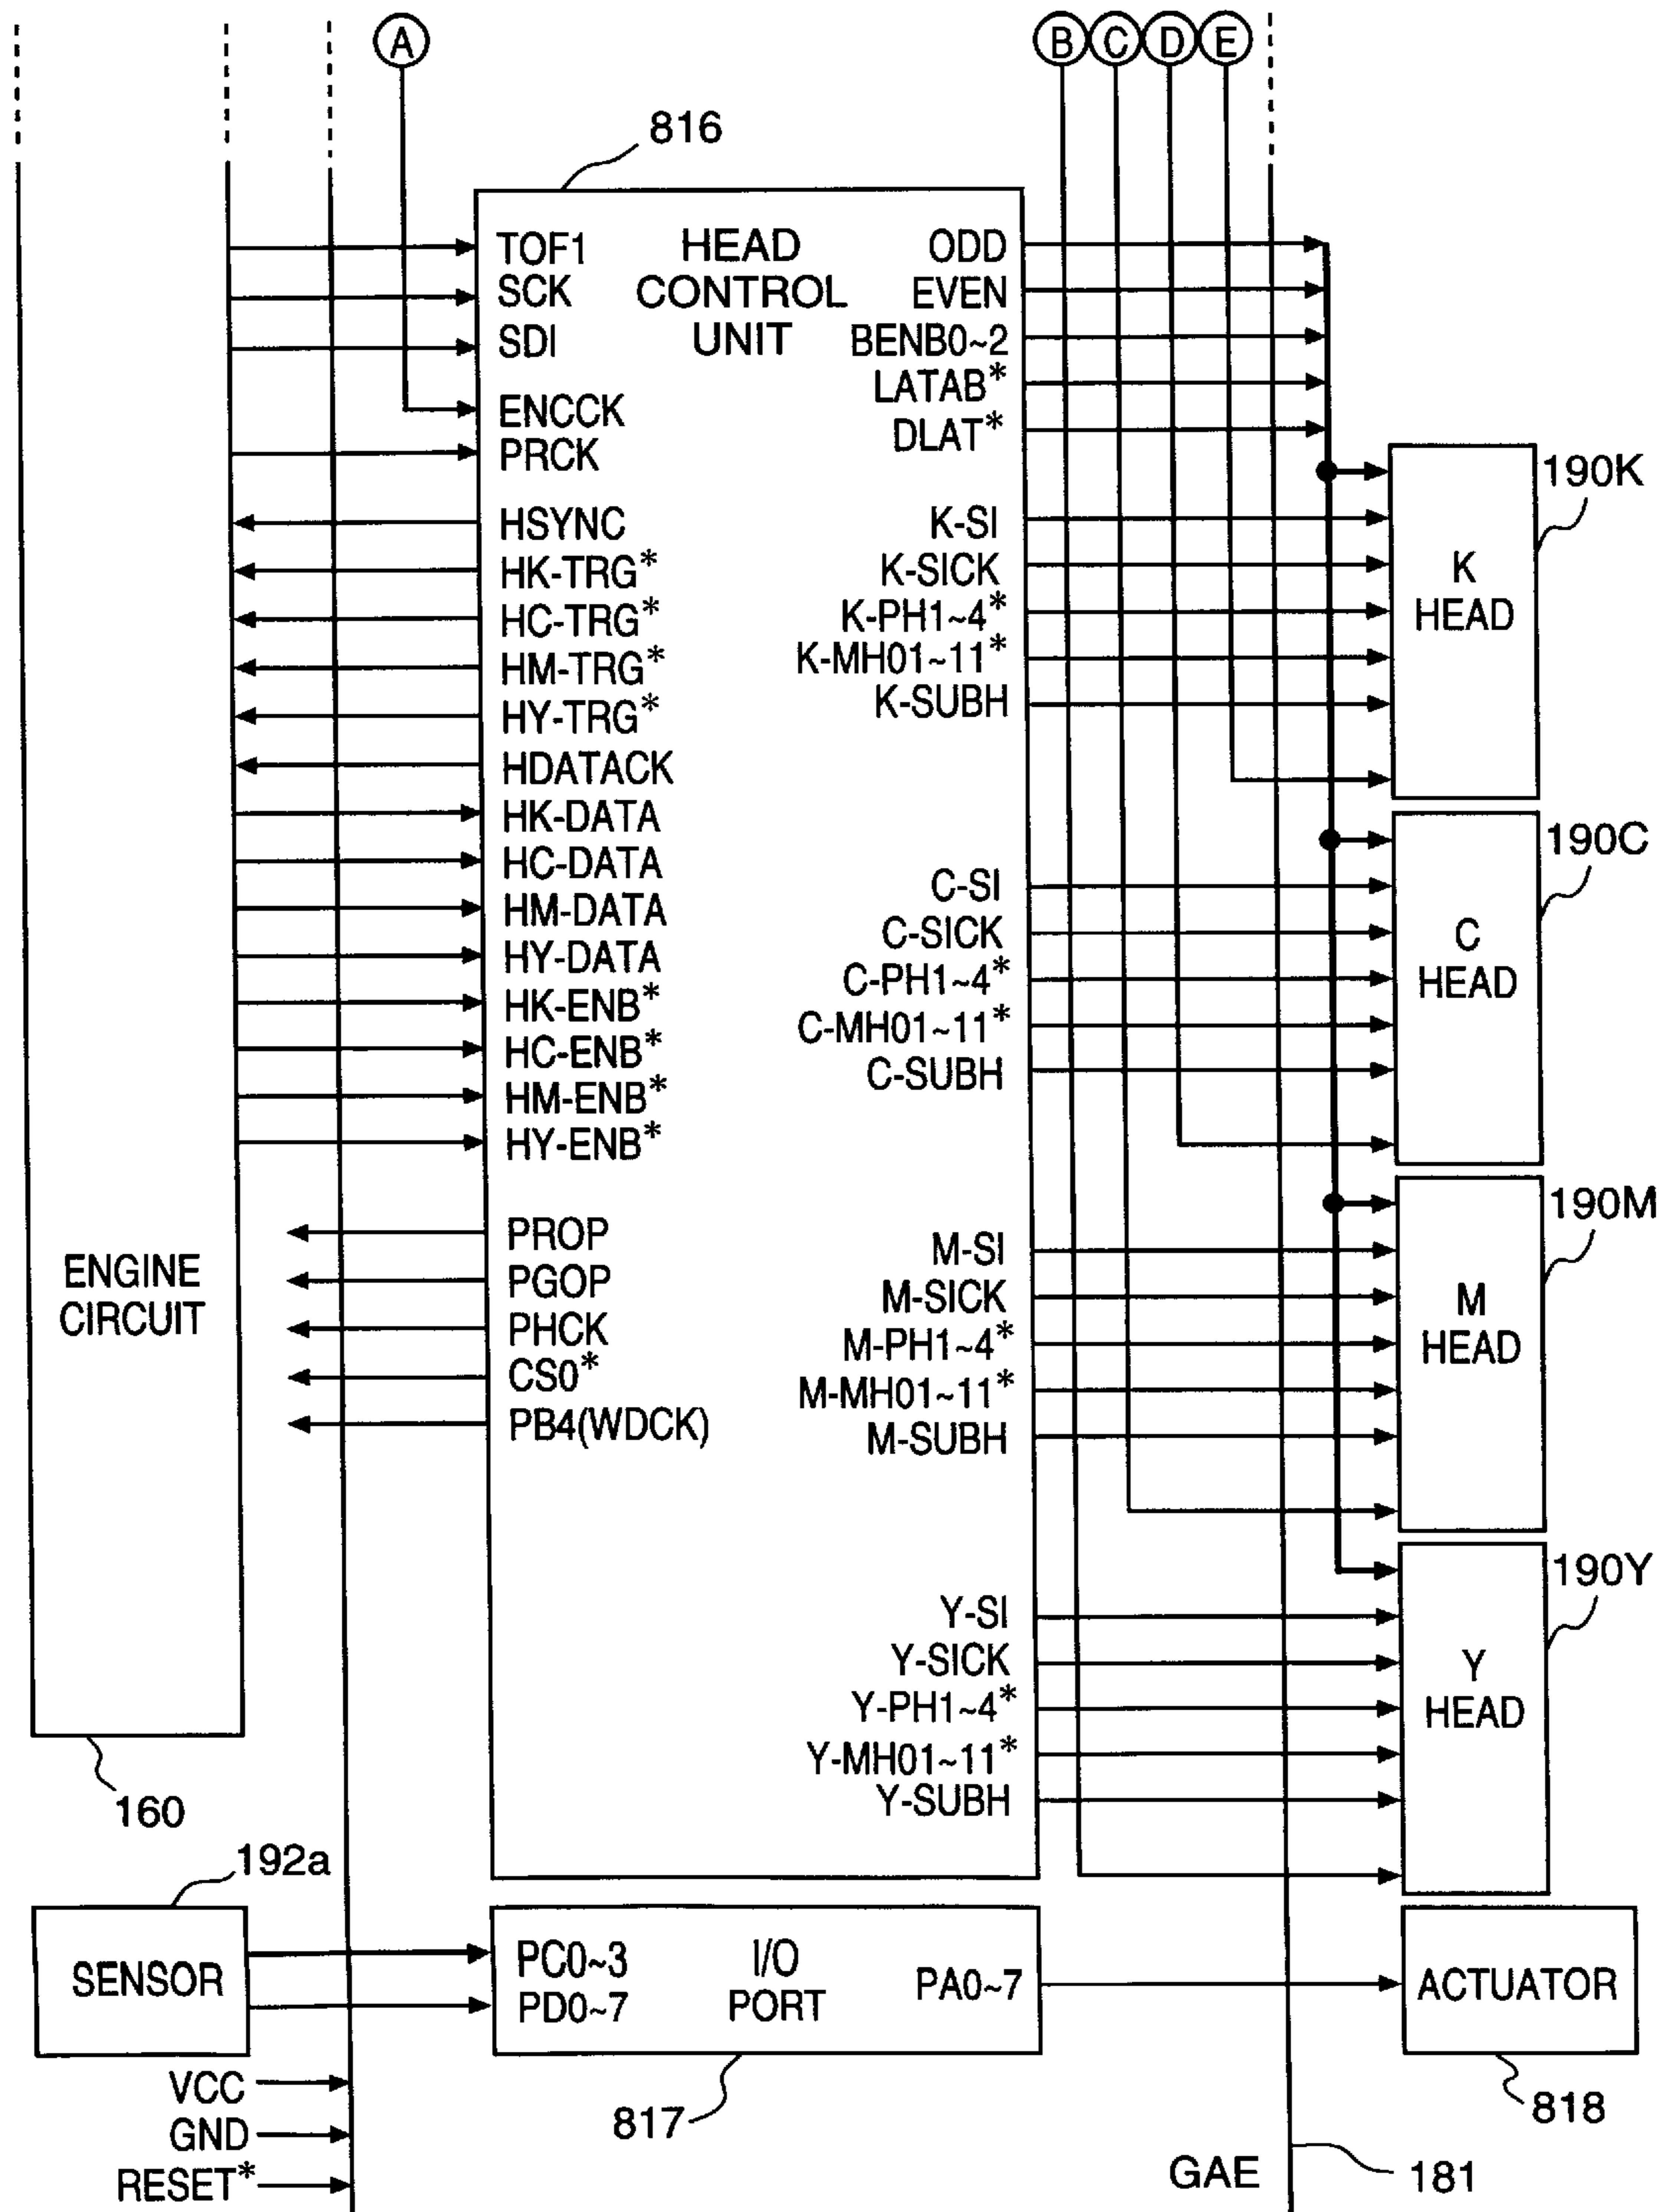 A
B
C
D
E
816
HEAD
CONTROL
UNIT
TOF1
SCK
SDI
ENCCK
PRCK
HSYNC
HK-TRG*
HC-TRG*
HM-TRG*
HY-TRG*
HDATACK
HK-DATA
HC-DATA
HM-DATA
HY-DATA
HK-ENB*
HC-ENB*
HM-ENB*
HY-ENB*
PROP
PGOP
PHCK
CS0*
PB4(WDCK)
ODD
EVEN
BENB0~2
LATAB*
DLAT*
K-SI
K-SICK
K-PH1~4*
K-MH01~11*
K-SUBH
C-SI
C-SICK
C-PH1~4*
C-MH01~11*
C-SUBH
M-SI
M-SICK
M-PH1~4*
M-MH01~11*
M-SUBH
Y-SI
Y-SICK
Y-PH1~4*
Y-MH01~11*
Y-SUBH
190K
K
HEAD
190C
C
HEAD
190M
M
HEAD
190Y
Y
HEAD
ENGINE
CIRCUIT
160
192a
SENSOR
PC0~3
PD0~7
I/O
PORT
PA0~7
ACTUATOR
VCC
GND
RESET*
817
818
GAE
181